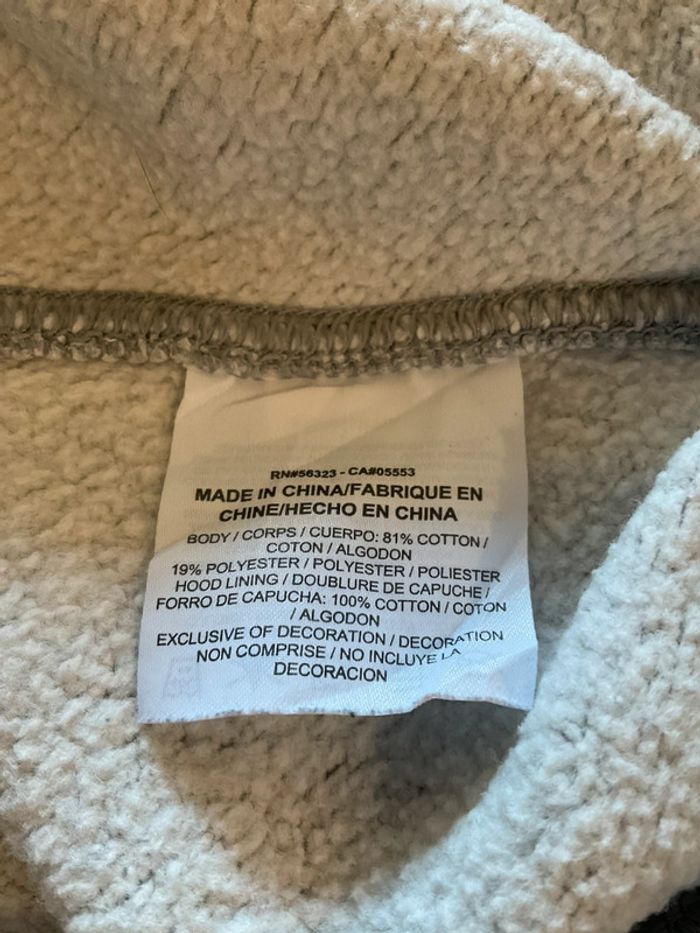 RN#56323 - CA#05553
MADE IN CHINA/FABRIQUE EN
CHINE/HECHO EN CHINA
BODY / CORPS / CUERPO: 81% COTTON /
COTON / ALGODON
19% POLYESTER / POLYESTER / POLIESTER
HOOD LINING / DOUBLURE DE CAPUCHE /
FORRO DE CAPUCHA: 100% COTTON / COTON
/ ALGODON
EXCLUSIVE OF DECORATION / DECORATION
NON COMPRISE / NO INCLUYE LA
DECORACION